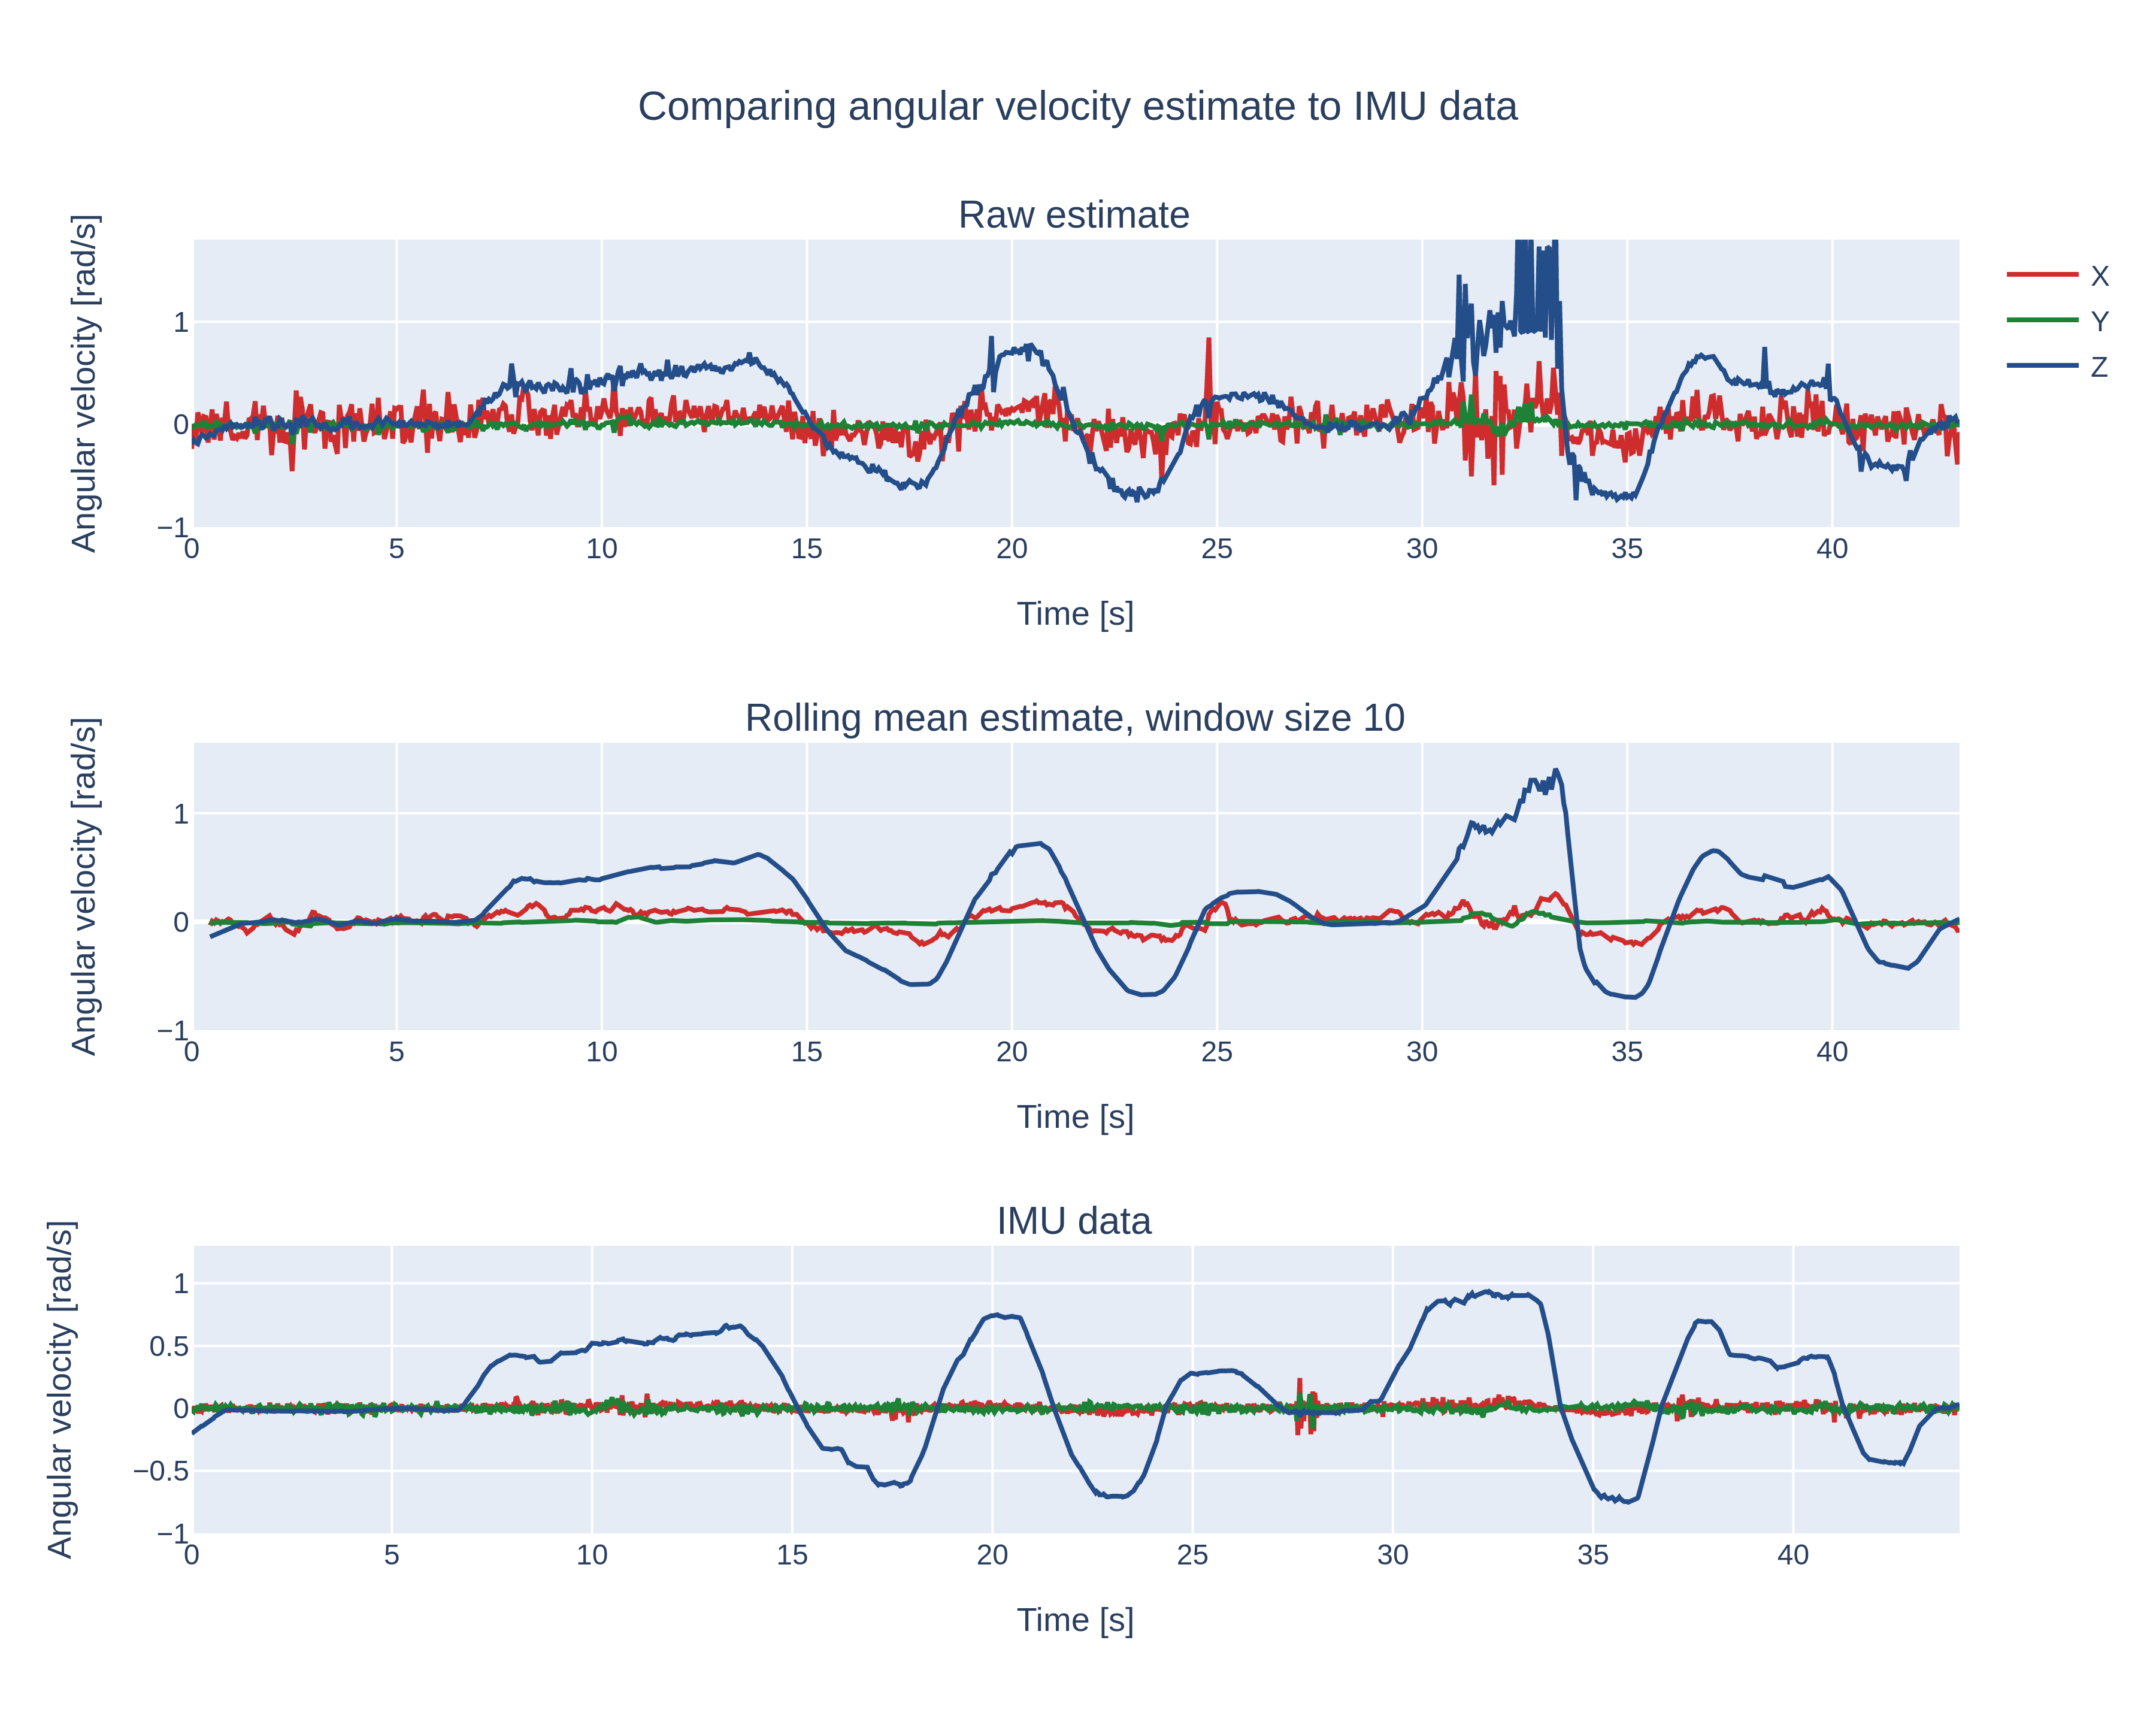 Comparing angular velocity estimate to IMU data
Raw estimate
Angular velocity [rad/s]
1
0
−1
0 5 10 15 20 25 30 35 40
Time [s]
X
Y
Z
Rolling mean estimate, window size 10
Angular velocity [rad/s]
1
0
−1
0 5 10 15 20 25 30 35 40
Time [s]
IMU data
Angular velocity [rad/s]
1
0.5
0
−0.5
−1
0 5 10 15 20 25 30 35 40
Time [s]